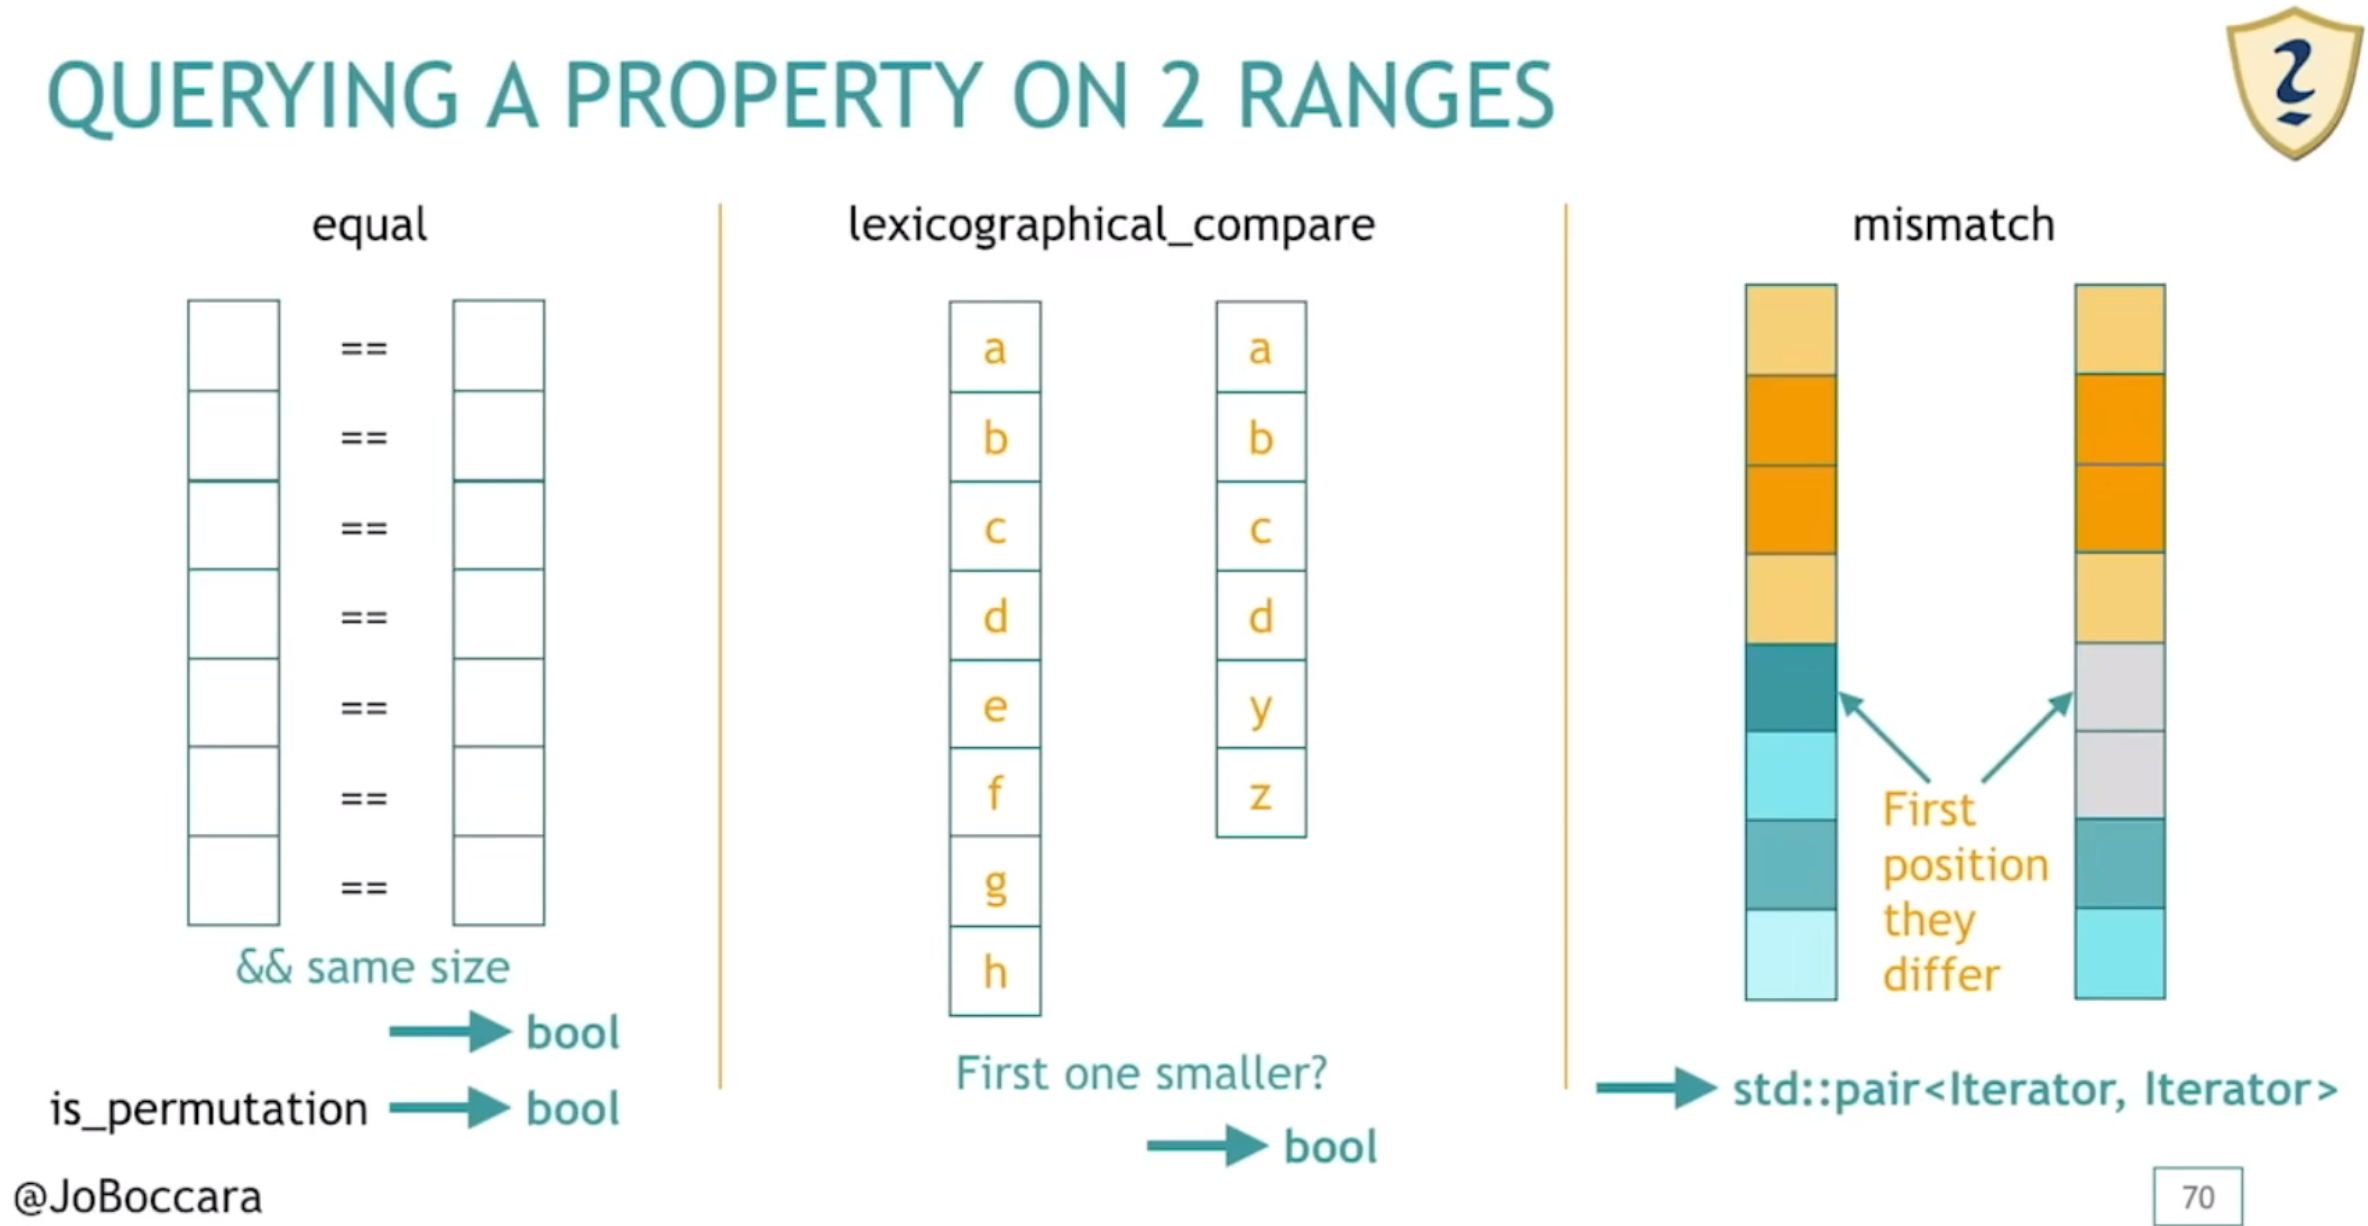 QUERYING A PROPERTY ON 2 RANGES
equal
==
==
==
==
==
==
==
&& same size
bool
is_permutation
bool
lexicographical_compare
a a
b b
c c
d d
e y
f z
g
h
First one smaller?
bool
mismatch
First
position
they
differ
std::pair<Iterator, Iterator>
@JoBoccara
70